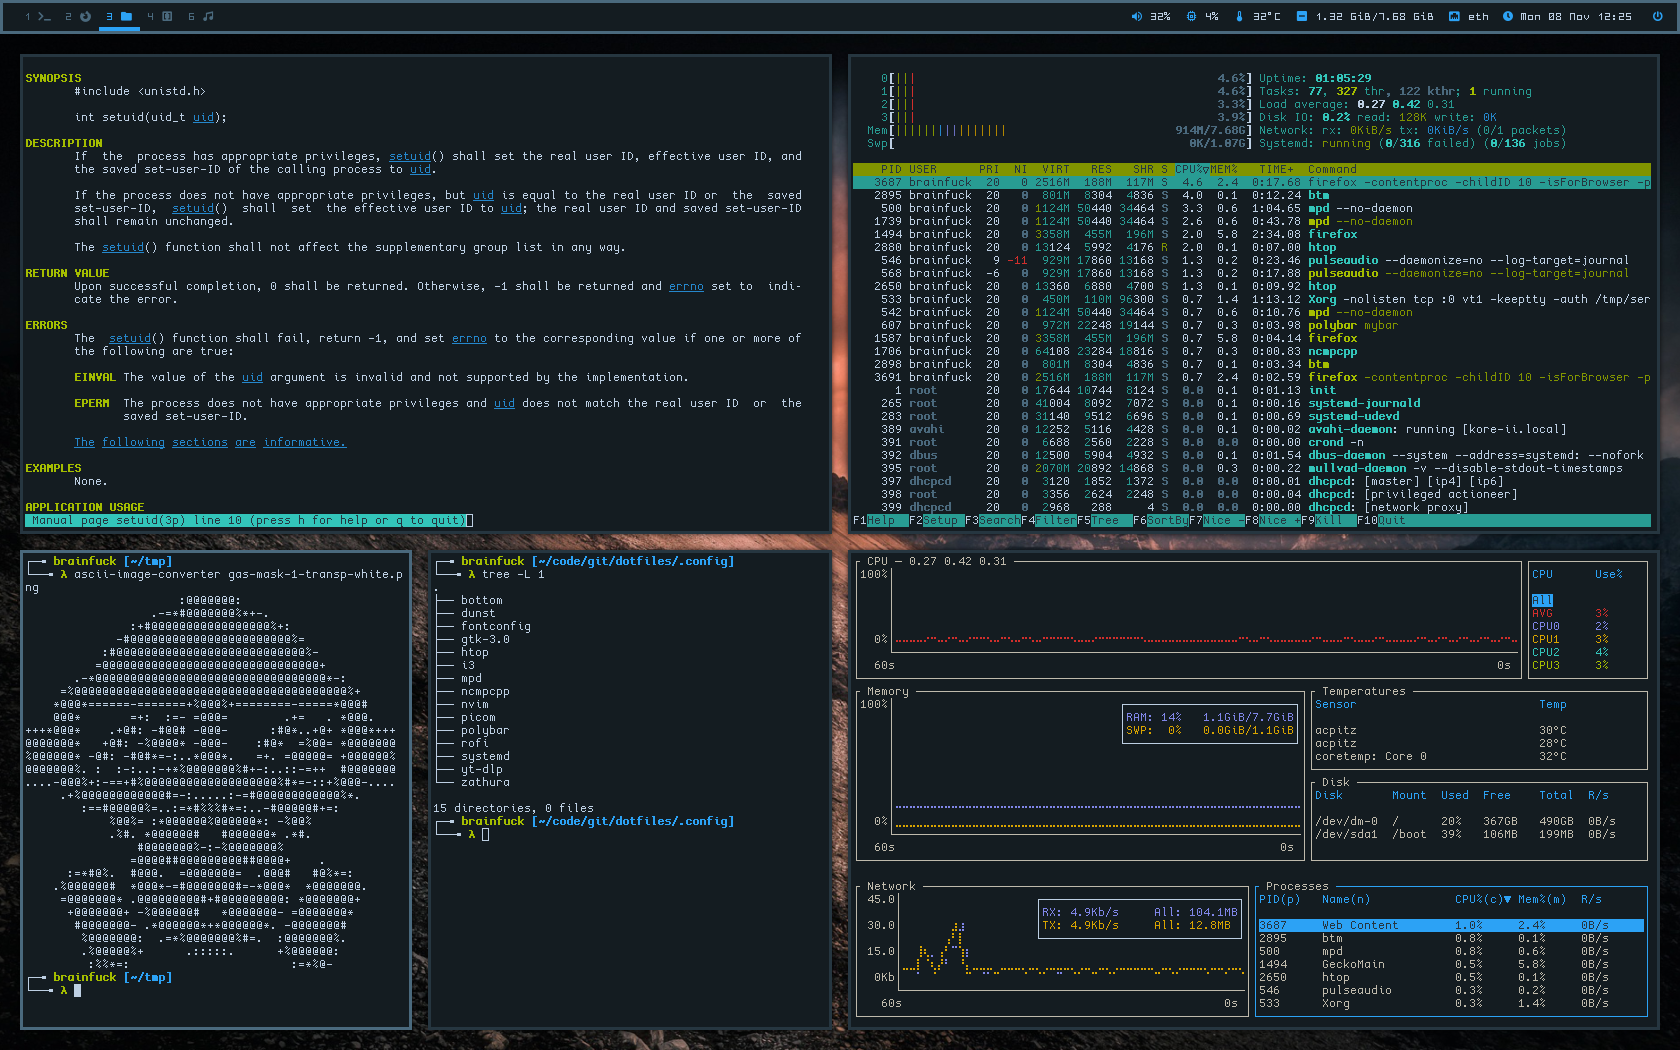 1 2 3 4 6
32% 4% 32°C 1.32 GiB/7.68 GiB eth Mon 08 Nov 12:25
SYNOPSIS
#include <unistd.h>
int setuid(uid_t uid);
DESCRIPTION
If the process has appropriate privileges, setuid() shall set the real user ID, effective user ID, and
the saved set-user-ID of the calling process to uid.
If the process does not have appropriate privileges, but uid is equal to the real user ID or the saved
set-user-ID, setuid() shall set the effective user ID to uid; the real user ID and saved set-user-ID
shall remain unchanged.
The setuid() function shall not affect the supplementary group list in any way.
RETURN VALUE
Upon successful completion, 0 shall be returned. Otherwise, -1 shall be returned and errno set to indi-
cate the error.
ERRORS
The setuid() function shall fail, return -1, and set errno to the corresponding value if one or more of
the following are true:
EINVAL The value of the uid argument is invalid and not supported by the implementation.
EPERM The process does not have appropriate privileges and uid does not match the real user ID or the
saved set-user-ID.
The following sections are informative.
EXAMPLES
None.
APPLICATION USAGE
Manual page setuid(3p) line 10 (press h for help or q to quit)
0[||| 4.6%] Uptime: 01:05:29
1[||| 4.6%] Tasks: 77, 327 thr, 122 kthr; 1 running
2[||| 3.3%] Load average: 0.27 0.42 0.31
3[||| 3.9%] Disk IO: 0.2% read: 128K write: 0K
Mem[|||||||||||||||| 914M/7.68G] Network: rx: 0KiB/s tx: 0KiB/s (0/1 packets)
Swp[ 0K/1.07G] Systemd: running (0/316 failed) (0/136 jobs)
PID USER PRI NI VIRT RES SHR S CPU%▽MEM% TIME+ Command
3687 brainfuck 20 0 2516M 188M 117M S 4.6 2.4 0:17.68 firefox -contentproc -childID 10 -isForBrowser -p
2895 brainfuck 20 0 801M 8304 4836 S 4.0 0.1 0:12.24 btm
500 brainfuck 20 0 1124M 50440 34464 S 3.3 0.6 1:04.65 mpd --no-daemon
1739 brainfuck 20 0 1124M 50440 34464 S 2.6 0.6 0:43.78 mpd --no-daemon
1494 brainfuck 20 0 3358M 455M 196M S 2.0 5.8 2:34.08 firefox
2880 brainfuck 20 0 13124 5992 4176 R 2.0 0.1 0:07.00 htop
546 brainfuck 9 -11 929M 17860 13168 S 1.3 0.2 0:23.46 pulseaudio --daemonize=no --log-target=journal
568 brainfuck -6 0 929M 17860 13168 S 1.3 0.2 0:17.88 pulseaudio --daemonize=no --log-target=journal
2650 brainfuck 20 0 13360 6880 4700 S 1.3 0.1 0:09.92 htop
533 brainfuck 20 0 450M 110M 96300 S 0.7 1.4 1:13.12 Xorg -nolisten tcp :0 vt1 -keeptty -auth /tmp/ser
542 brainfuck 20 0 1124M 50440 34464 S 0.7 0.6 0:10.76 mpd --no-daemon
607 brainfuck 20 0 972M 22248 19144 S 0.7 0.3 0:03.98 polybar mybar
1587 brainfuck 20 0 3358M 455M 196M S 0.7 5.8 0:04.14 firefox
1706 brainfuck 20 0 64108 23284 18816 S 0.7 0.3 0:00.83 ncmpcpp
2898 brainfuck 20 0 801M 8304 4836 S 0.7 0.1 0:03.34 btm
3691 brainfuck 20 0 2516M 188M 117M S 0.7 2.4 0:02.59 firefox -contentproc -childID 10 -isForBrowser -p
1 root 20 0 17644 10744 8124 S 0.0 0.1 0:01.13 init
265 root 20 0 41004 8092 7072 S 0.0 0.1 0:00.16 systemd-journald
283 root 20 0 31140 9512 6696 S 0.0 0.1 0:00.69 systemd-udevd
389 avahi 20 0 12252 5116 4428 S 0.0 0.1 0:00.02 avahi-daemon: running [kore-ii.local]
391 root 20 0 6688 2560 2228 S 0.0 0.0 0:00.00 crond -n
392 dbus 20 0 12500 5904 4932 S 0.0 0.1 0:01.54 dbus-daemon --system --address=systemd: --nofork
395 root 20 0 2070M 20892 14868 S 0.0 0.3 0:00.22 mullvad-daemon -v --disable-stdout-timestamps
397 dhcpcd 20 0 3120 1852 1372 S 0.0 0.0 0:00.01 dhcpcd: [master] [ip4] [ip6]
398 root 20 0 3356 2624 2248 S 0.0 0.0 0:00.04 dhcpcd: [privileged actioneer]
399 dhcpcd 20 0 2968 288 4 S 0.0 0.0 0:00.00 dhcpcd: [network proxy]
F1Help F2Setup F3SearchF4FilterF5Tree F6SortByF7Nice -F8Nice +F9Kill F10Quit
brainfuck [~/tmp]
λ ascii-image-converter gas-mask-1-transp-white.p
ng
brainfuck [~/tmp]
λ
brainfuck [~/code/git/dotfiles/.config]
λ tree -L 1
.
├── bottom
├── dunst
├── fontconfig
├── gtk-3.0
├── htop
├── i3
├── mpd
├── ncmpcpp
├── nvim
├── picom
├── polybar
├── rofi
├── systemd
├── yt-dlp
└── zathura
15 directories, 0 files
brainfuck [~/code/git/dotfiles/.config]
λ
CPU — 0.27 0.42 0.31
100%
0%
60s 0s
CPU Use%
All
AVG 3%
CPU0 2%
CPU1 3%
CPU2 4%
CPU3 3%
Memory
100%
RAM: 14% 1.1GiB/7.7GiB
SWP: 0% 0.0GiB/1.1GiB
0%
60s 0s
Temperatures
Sensor Temp
acpitz 30°C
acpitz 28°C
coretemp: Core 0 32°C
Disk
Disk Mount Used Free Total R/s
/dev/dm-0 / 20% 367GB 490GB 0B/s
/dev/sda1 /boot 39% 106MB 199MB 0B/s
Network
45.0
30.0
15.0
0Kb
RX: 4.9Kb/s All: 104.1MB
TX: 4.9Kb/s All: 12.8MB
60s 0s
Processes
PID(p) Name(n) CPU%(c)▼ Mem%(m) R/s
3687 Web Content 1.0% 2.4% 0B/s
2895 btm 0.8% 0.1% 0B/s
500 mpd 0.8% 0.6% 0B/s
1494 GeckoMain 0.5% 5.8% 0B/s
2650 htop 0.5% 0.1% 0B/s
546 pulseaudio 0.3% 0.2% 0B/s
533 Xorg 0.3% 1.4% 0B/s